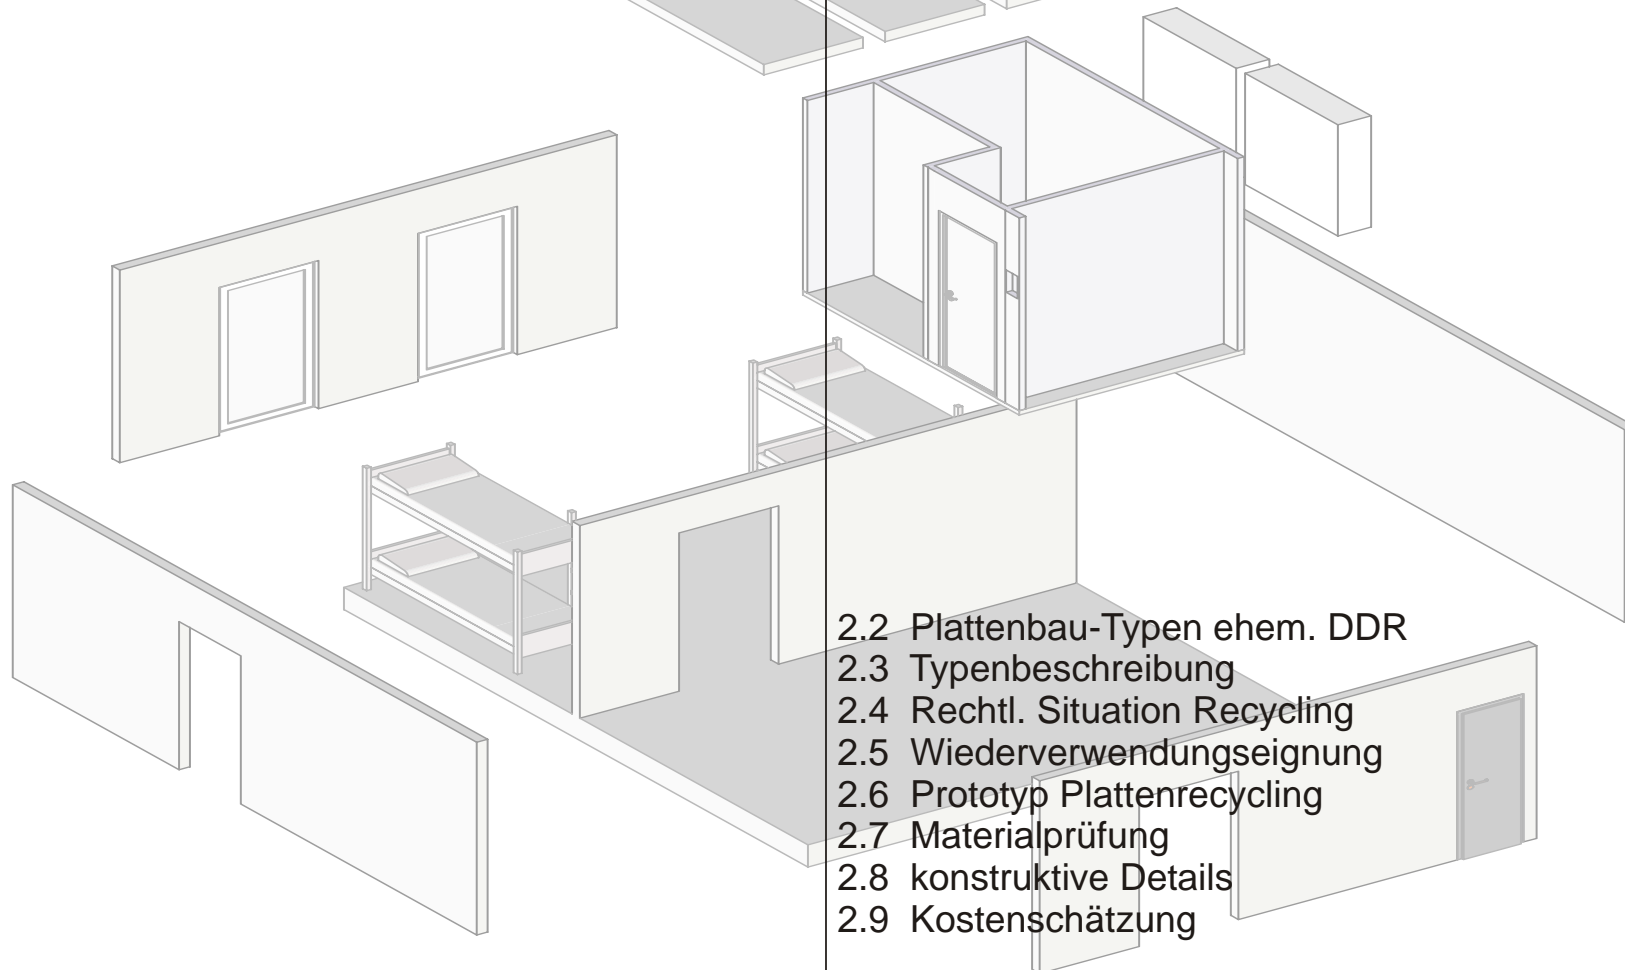 2.2 Plattenbau-Typen ehem. DDR
2.3 Typenbeschreibung
2.4 Rechtl. Situation Recycling
2.5 Wiederverwendungseignung
2.6 Prototyp Plattenrecycling
2.7 Materialprüfung
2.8 konstruktive Details
2.9 Kostenschätzung